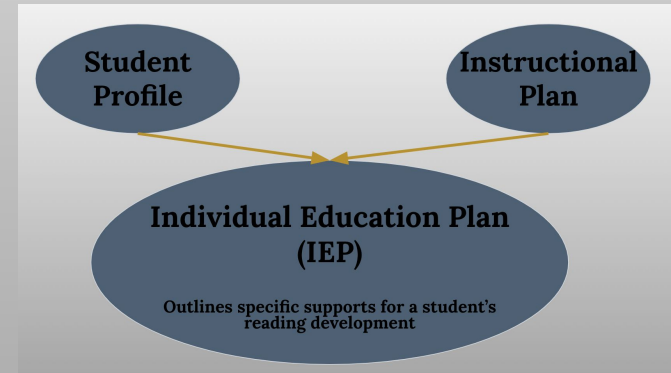 Student
Profile
Instructional
Plan
Individual Education Plan
(IEP)
Outlines specific supports for a student's
reading development